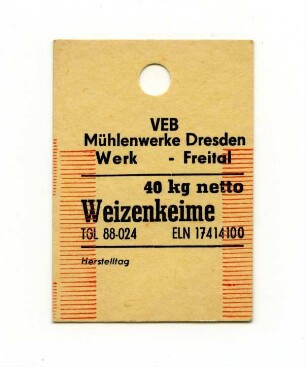 VEB
Mühlenwerke Dresden
Werk - Freital
40 kg netto
Weizenkeime
TGL 88-024 ELN 17414100
Herstelltag